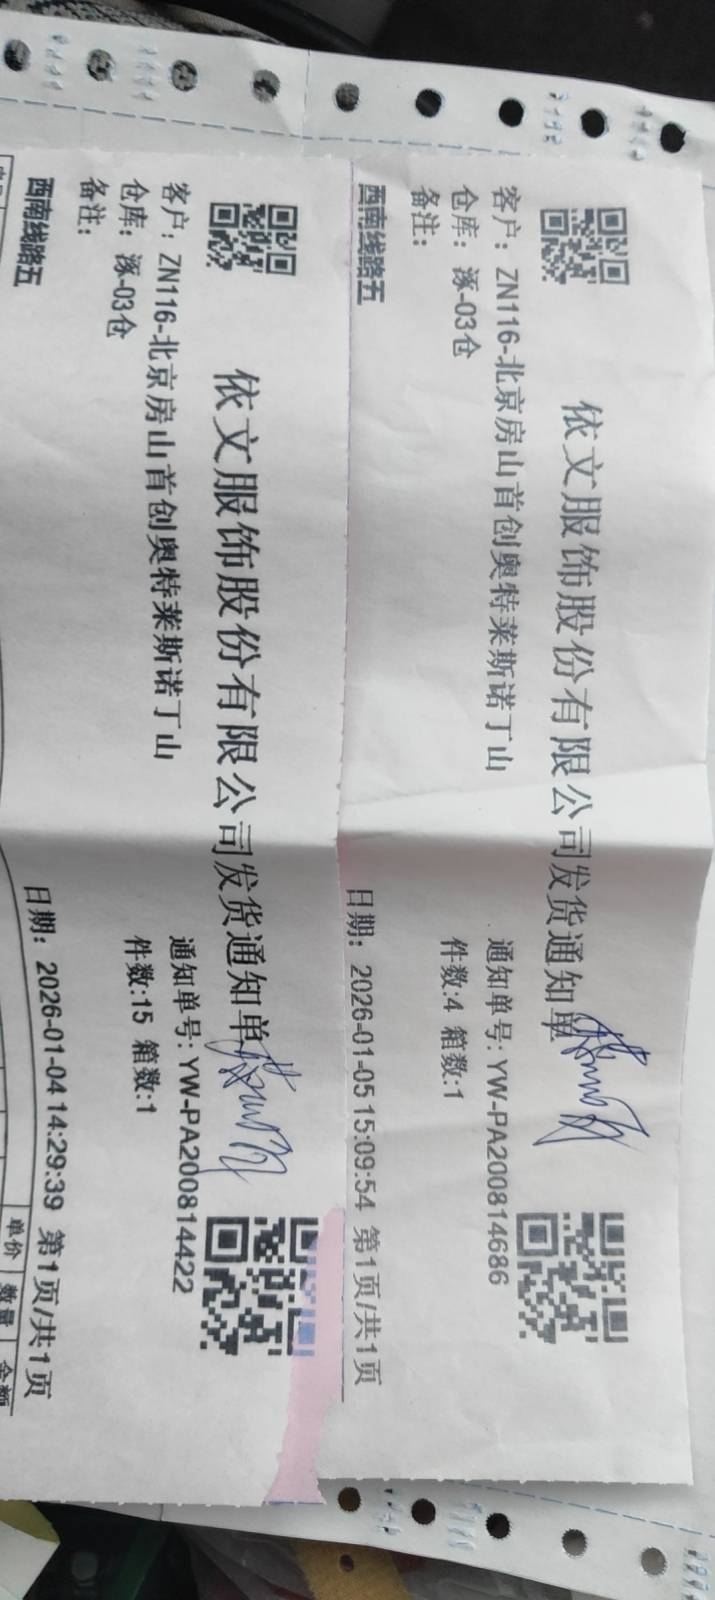 依文服饰股份有限公司发货通知单
客户：ZN116-北京房山首创奥特莱斯诺丁山
通知单号:YW-PA200814686
仓库：涿-03仓
件数:4 箱数:1
备注：
西南线路五
日期：2026-01-05 15:09:54 第1页/共1页
依文服饰股份有限公司发货通知单
客户：ZN116-北京房山首创奥特莱斯诺丁山
通知单号:YW-PA200814422
仓库：涿-03仓
件数:15 箱数:1
备注：
西南线路五
日期：2026-01-04 14:29:39 第1页/共1页
单价 数量 金额